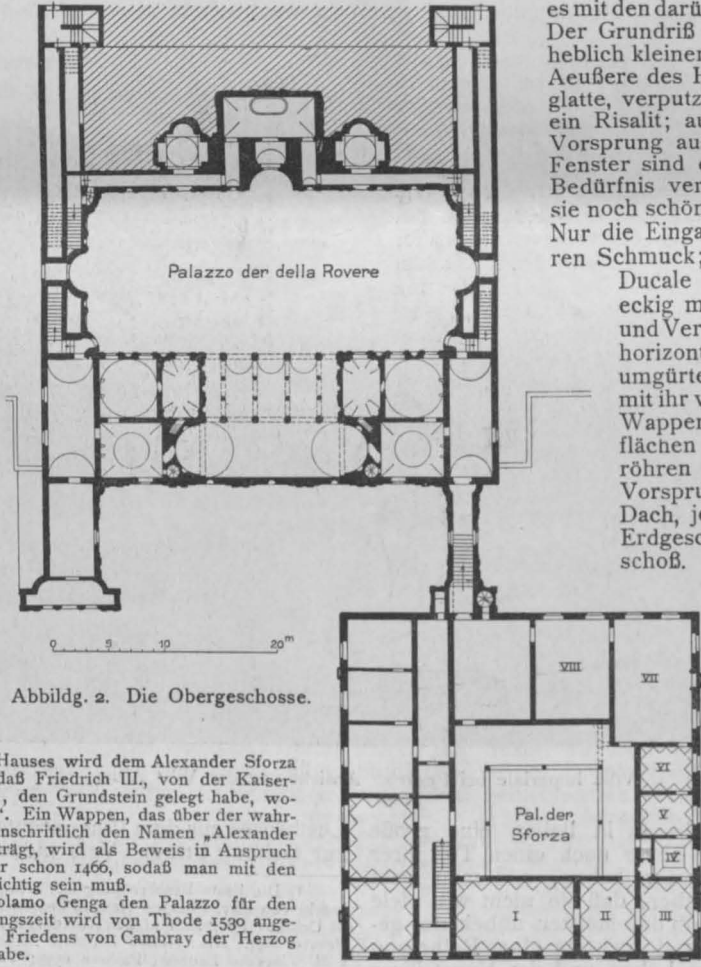 es mit den darü
Der Grundriß
heblich kleiner
Aeußere des H
glatte, verputz
ein Risalit; au
Vorsprung aus
Fenster sind
Bedürfnis ver
sie noch schön
Nur die Einga
ren Schmuck;
Ducale
eckig m
und Ver
horizont
umgürte
mit ihr v
Wappen
flächen
röhren
Vorspru
Dach, je
Erdgesc
schoß.
Palazzo der della Rovere
0 5 10 20m
Abbildg. 2. Die Obergeschosse.
VIII
VII
VI
V
IV
Pal. der
Sforza
I
II
III
Hauses wird dem Alexander Sforza
daß Friedrich III., von der Kaiser-
, den Grundstein gelegt habe, wo-
“. Ein Wappen, das über der wahr-
nschriftlich den Namen „Alexander
trägt, wird als Beweis in Anspruch
r schon 1466, sodaß man mit den
ichtig sein muß.
olamo Genga den Palazzo für den
ngszeit wird von Thode 1530 ange-
Friedens von Cambray der Herzog
abe.